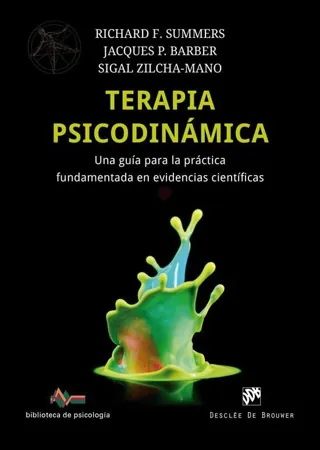 RICHARD F. SUMMERS
JACQUES P. BARBER
SIGAL ZILCHA-MANO
TERAPIA
PSICODINÁMICA
Una guía para la práctica
fundamentada en evidencias científicas
biblioteca de psicología
DESCLÉE DE BROUWER